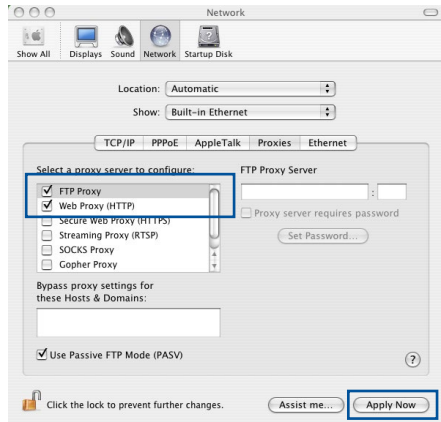 Network
Show All Displays Sound Network Startup Disk
Location: Automatic
Show: Built-in Ethernet
TCP/IP PPPoE AppleTalk Proxies Ethernet
Select a proxy server to configure: FTP Proxy Server
FTP Proxy
Web Proxy (HTTP) :
Secure Web Proxy (HTTPS) Proxy server requires password
Streaming Proxy (RTSP) Set Password...
SOCKS Proxy
Gopher Proxy
Bypass proxy settings for
these Hosts & Domains:
Use Passive FTP Mode (PASV) ?
Click the lock to prevent further changes. Assist me... Apply Now